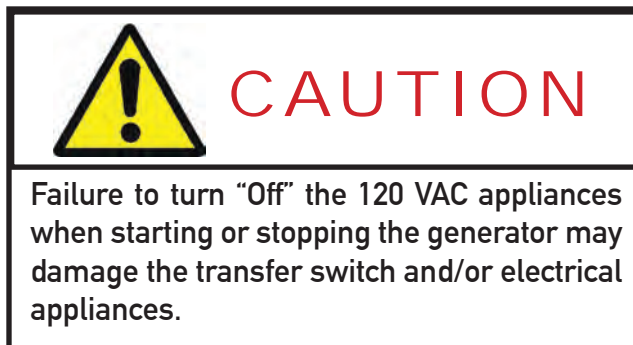 CAUTION
Failure to turn “Off” the 120 VAC appliances
when starting or stopping the generator may
damage the transfer switch and/or electrical
appliances.